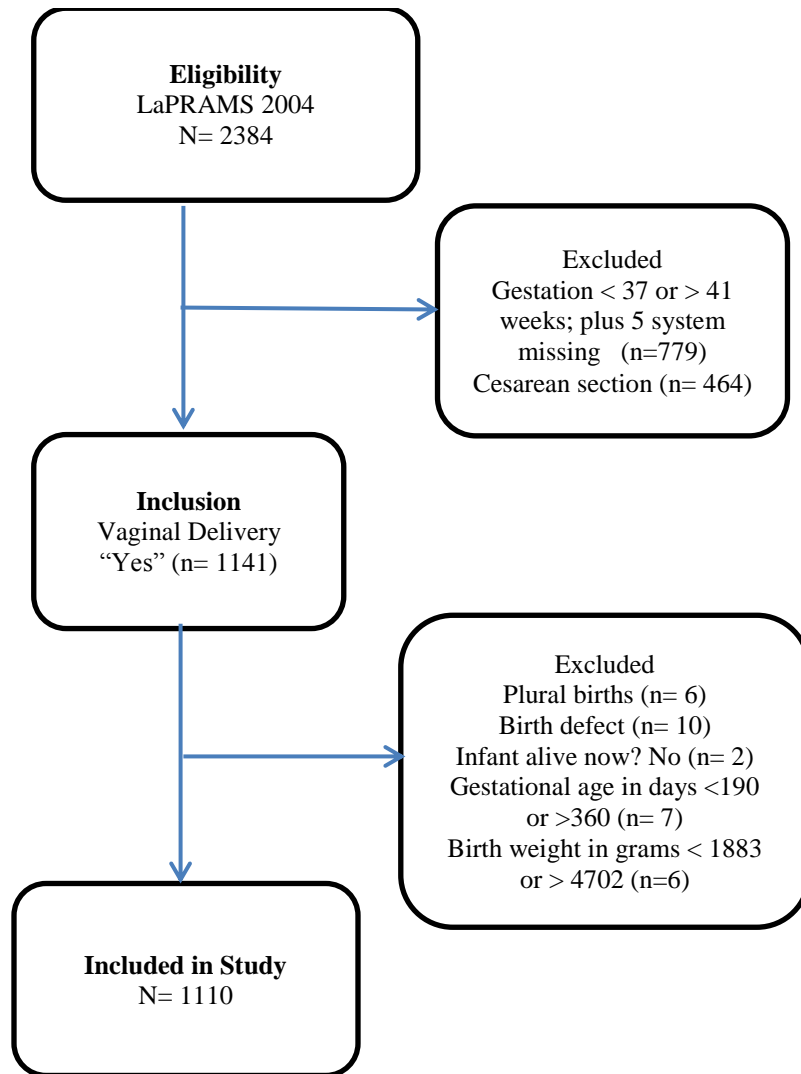 Eligibility
LaPRAMS 2004
N= 2384
Excluded
Gestation < 37 or > 41
weeks; plus 5 system
missing (n=779)
Cesarean section (n= 464)
Inclusion
Vaginal Delivery
“Yes” (n= 1141)
Excluded
Plural births (n= 6)
Birth defect (n= 10)
Infant alive now? No (n= 2)
Gestational age in days <190
or >360 (n= 7)
Birth weight in grams < 1883
or > 4702 (n=6)
Included in Study
N= 1110